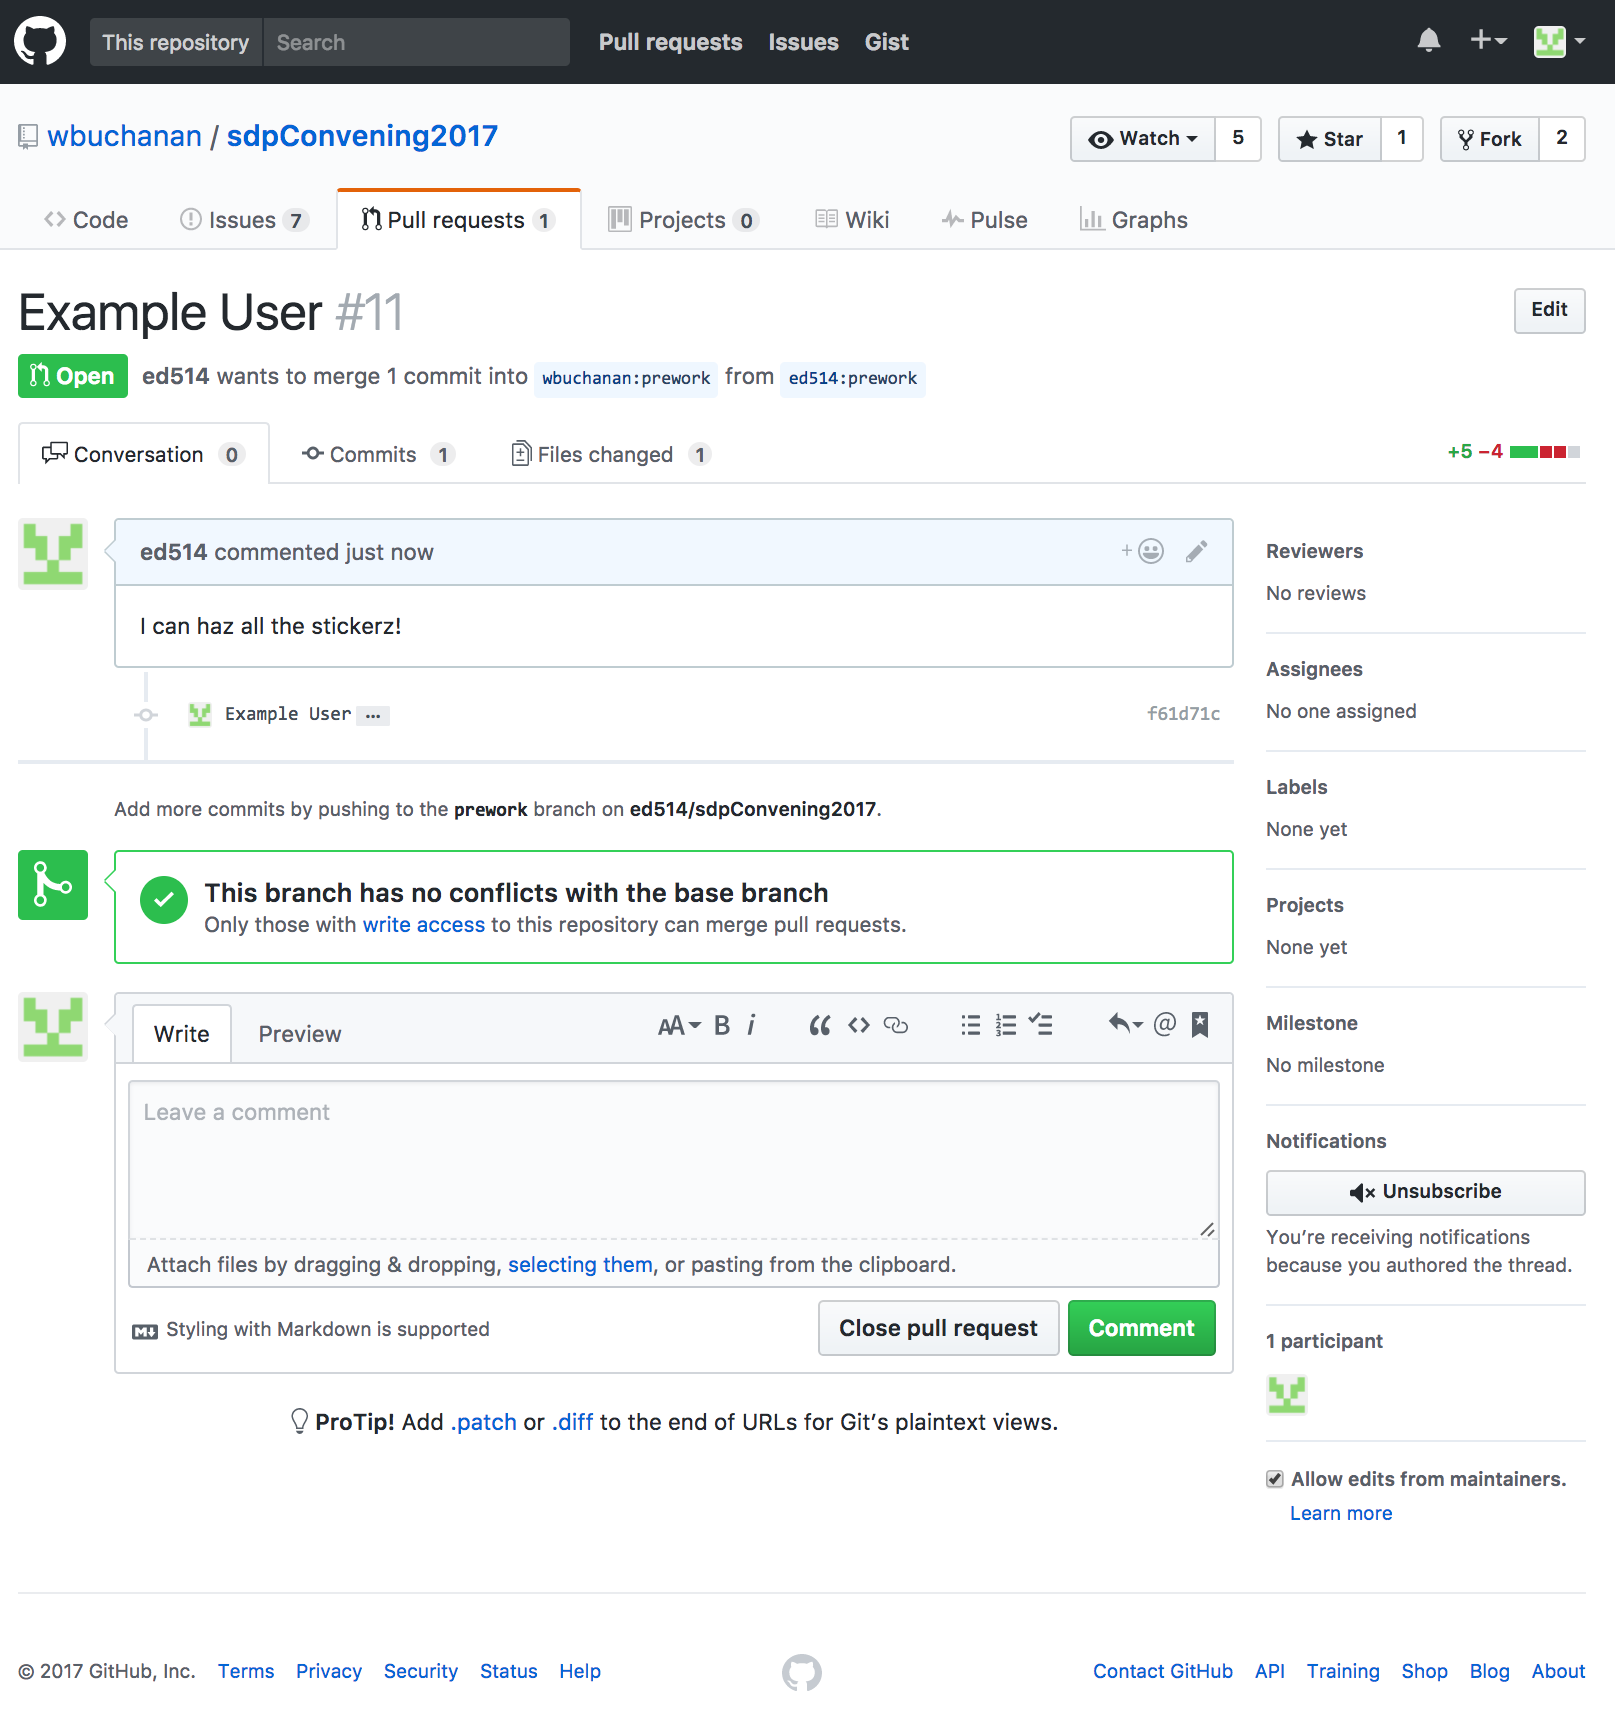 This repository Search Pull requests Issues Gist
wbuchanan / sdpConvening2017 Watch 5 Star 1 Fork 2
Code Issues 7 Pull requests 1 Projects 0 Wiki Pulse Graphs
Example User #11 Edit
Open ed514 wants to merge 1 commit into wbuchanan:prework from ed514:prework
Conversation 0 Commits 1 Files changed 1 +5 −4
ed514 commented just now
I can haz all the stickerz!
Example User … f61d71c
Add more commits by pushing to the prework branch on ed514/sdpConvening2017.
This branch has no conflicts with the base branch
Only those with write access to this repository can merge pull requests.
Write Preview AA B i “ <> 1 2 3 @
Leave a comment
Attach files by dragging & dropping, selecting them, or pasting from the clipboard.
M Styling with Markdown is supported
Close pull request Comment
ProTip! Add .patch or .diff to the end of URLs for Git’s plaintext views.
Reviewers
No reviews
Assignees
No one assigned
Labels
None yet
Projects
None yet
Milestone
No milestone
Notifications
Unsubscribe
You’re receiving notifications
because you authored the thread.
1 participant
Allow edits from maintainers.
Learn more
© 2017 GitHub, Inc. Terms Privacy Security Status Help Contact GitHub API Training Shop Blog About